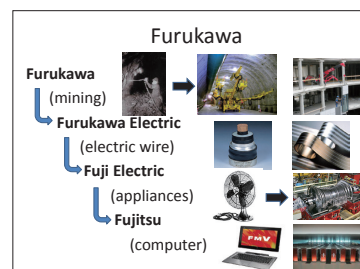 Furukawa
Furukawa
(mining)
Furukawa Electric
(electric wire)
Fuji Electric
(appliances)
Fujitsu
(computer)
FMV